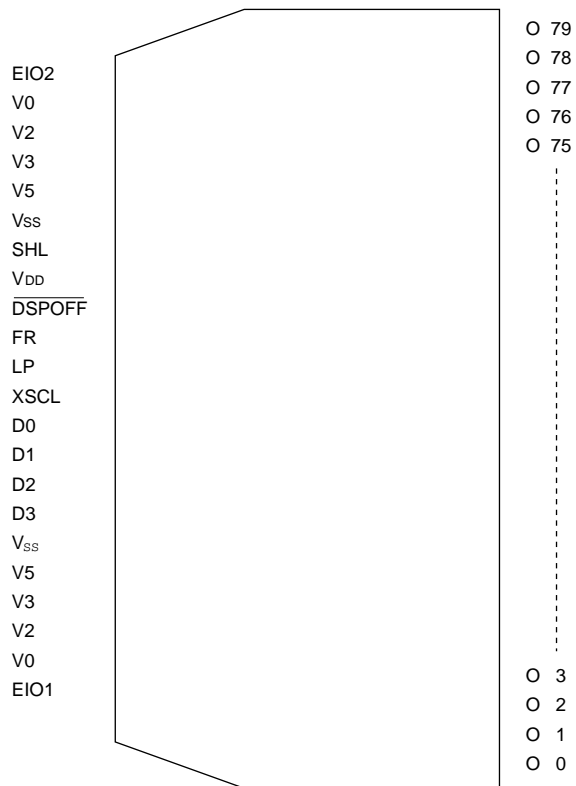 EIO2
V0
V2
V3
V5
VSS
SHL
VDD
DSPOFF
FR
LP
XSCL
D0
D1
D2
D3
VSS
V5
V3
V2
V0
EIO1
O 79
O 78
O 77
O 76
O 75
O 3
O 2
O 1
O 0